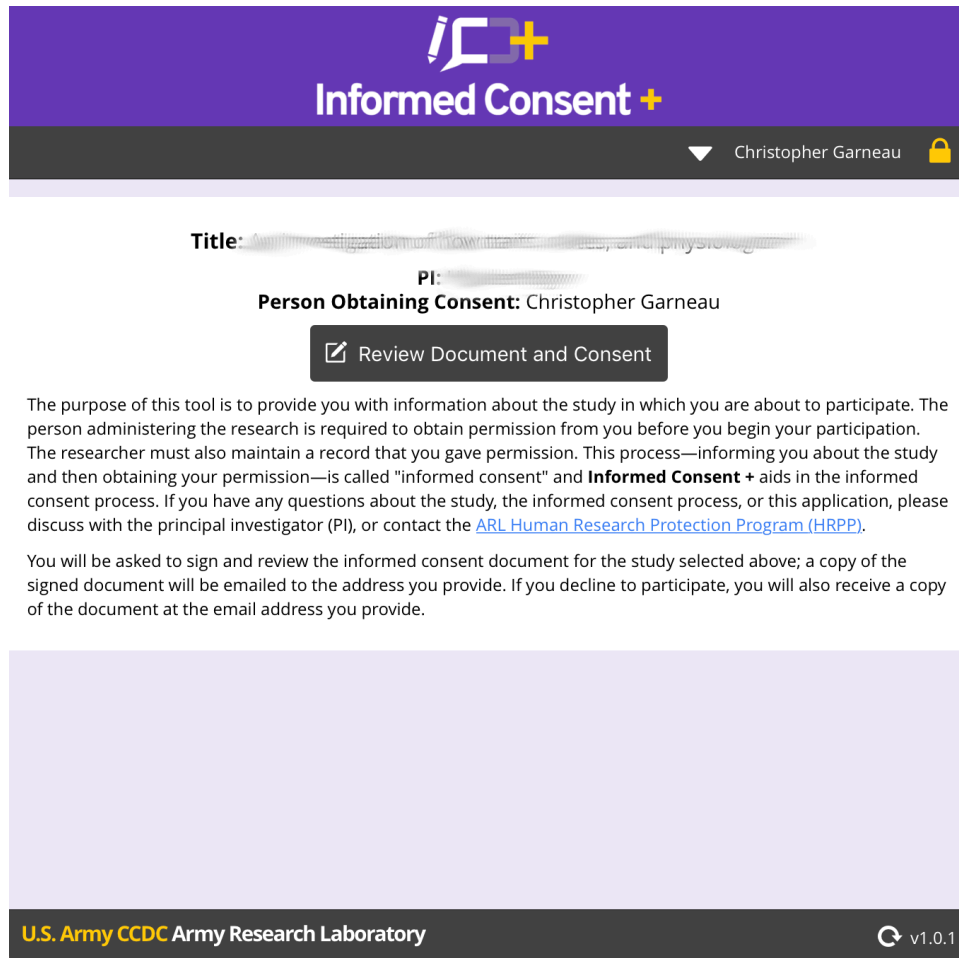 Informed Consent +
Christopher Garneau
Title:
PI:
Person Obtaining Consent: Christopher Garneau
Review Document and Consent
The purpose of this tool is to provide you with information about the study in which you are about to participate. The
person administering the research is required to obtain permission from you before you begin your participation.
The researcher must also maintain a record that you gave permission. This process—informing you about the study
and then obtaining your permission—is called "informed consent" and Informed Consent + aids in the informed
consent process. If you have any questions about the study, the informed consent process, or this application, please
discuss with the principal investigator (PI), or contact the ARL Human Research Protection Program (HRPP).
You will be asked to sign and review the informed consent document for the study selected above; a copy of the
signed document will be emailed to the address you provide. If you decline to participate, you will also receive a copy
of the document at the email address you provide.
U.S. Army CCDC Army Research Laboratory
v1.0.1